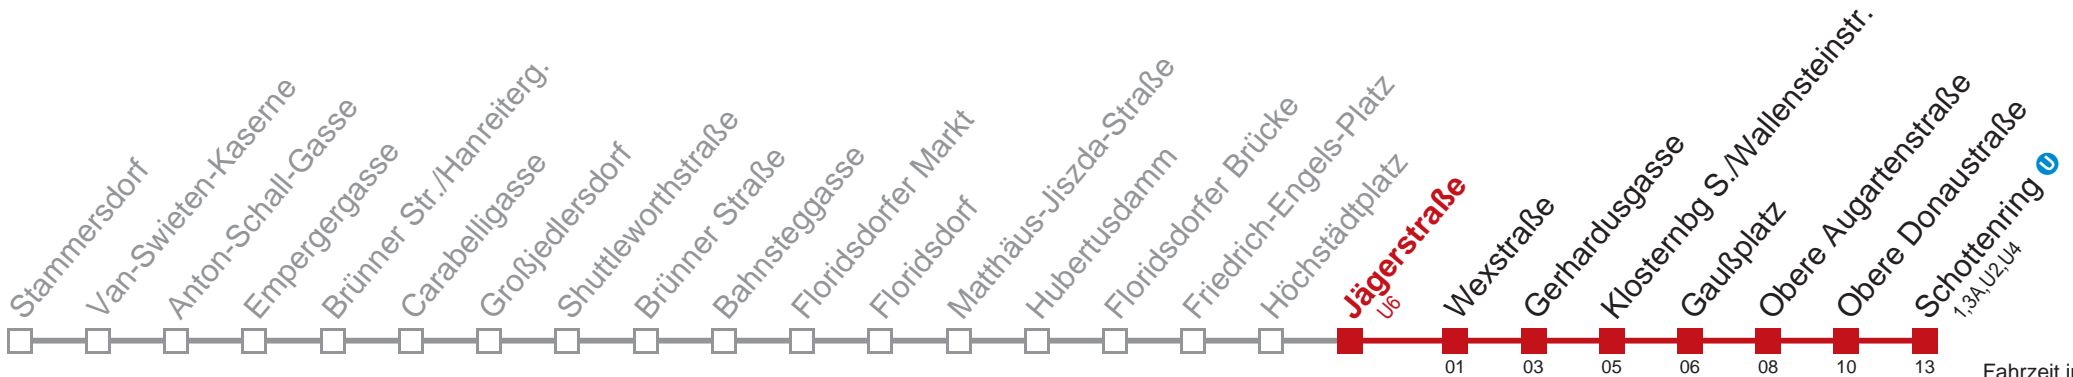 Stammersdorf
Van-Swieten-Kaserne
Anton-Schall-Gasse
Empergergasse
Brünner Str./Hanreiterg.
Carabelligasse
Großjedlersdorf
Shuttleworthstraße
Brünner Straße
Bahnsteggasse
Floridsdorfer Markt
Floridsdorf
Matthäus-Jiszda-Straße
Hubertusdamm
Floridsdorfer Brücke
Friedrich-Engels-Platz
Höchstädtplatz
Jägerstraße
U6
Wexstraße
Gerhardusgasse
Klosternbg S./Wallensteinstr.
Gaußplatz
Obere Augartenstraße
Obere Donaustraße
Schottenring U
1,3A,U2,U4
01 03 05 06 08 10 13
Fahrzeit